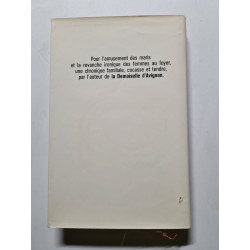 Pour l'amusement des maris
et la revanche ironique des femmes au foyer,
une chronique familiale, cocasse et tendre,
par l'auteur de la Demoiselle d'Avignon.